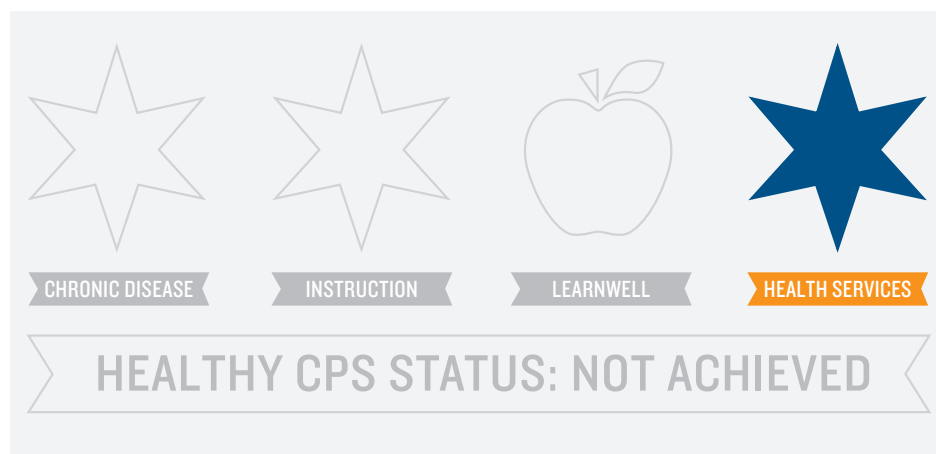 CHRONIC DISEASE
INSTRUCTION
LEARNWELL
HEALTH SERVICES
HEALTHY CPS STATUS: NOT ACHIEVED